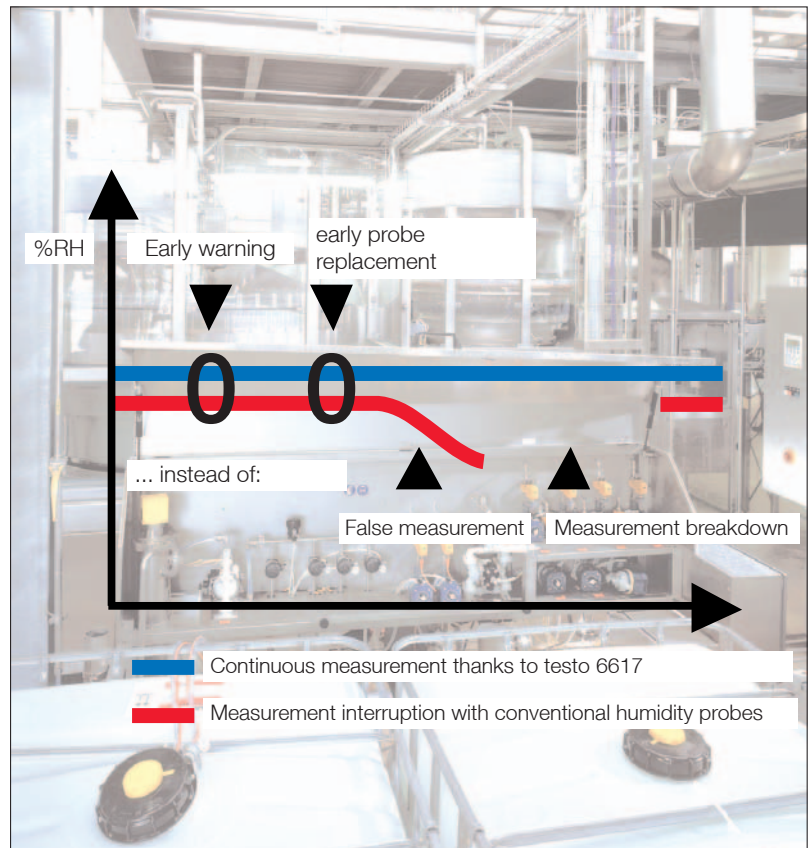 %RH
Early warning
early probe
replacement
0
0
... instead of:
False measurement
Measurement breakdown
Continuous measurement thanks to testo 6617
Measurement interruption with conventional humidity probes